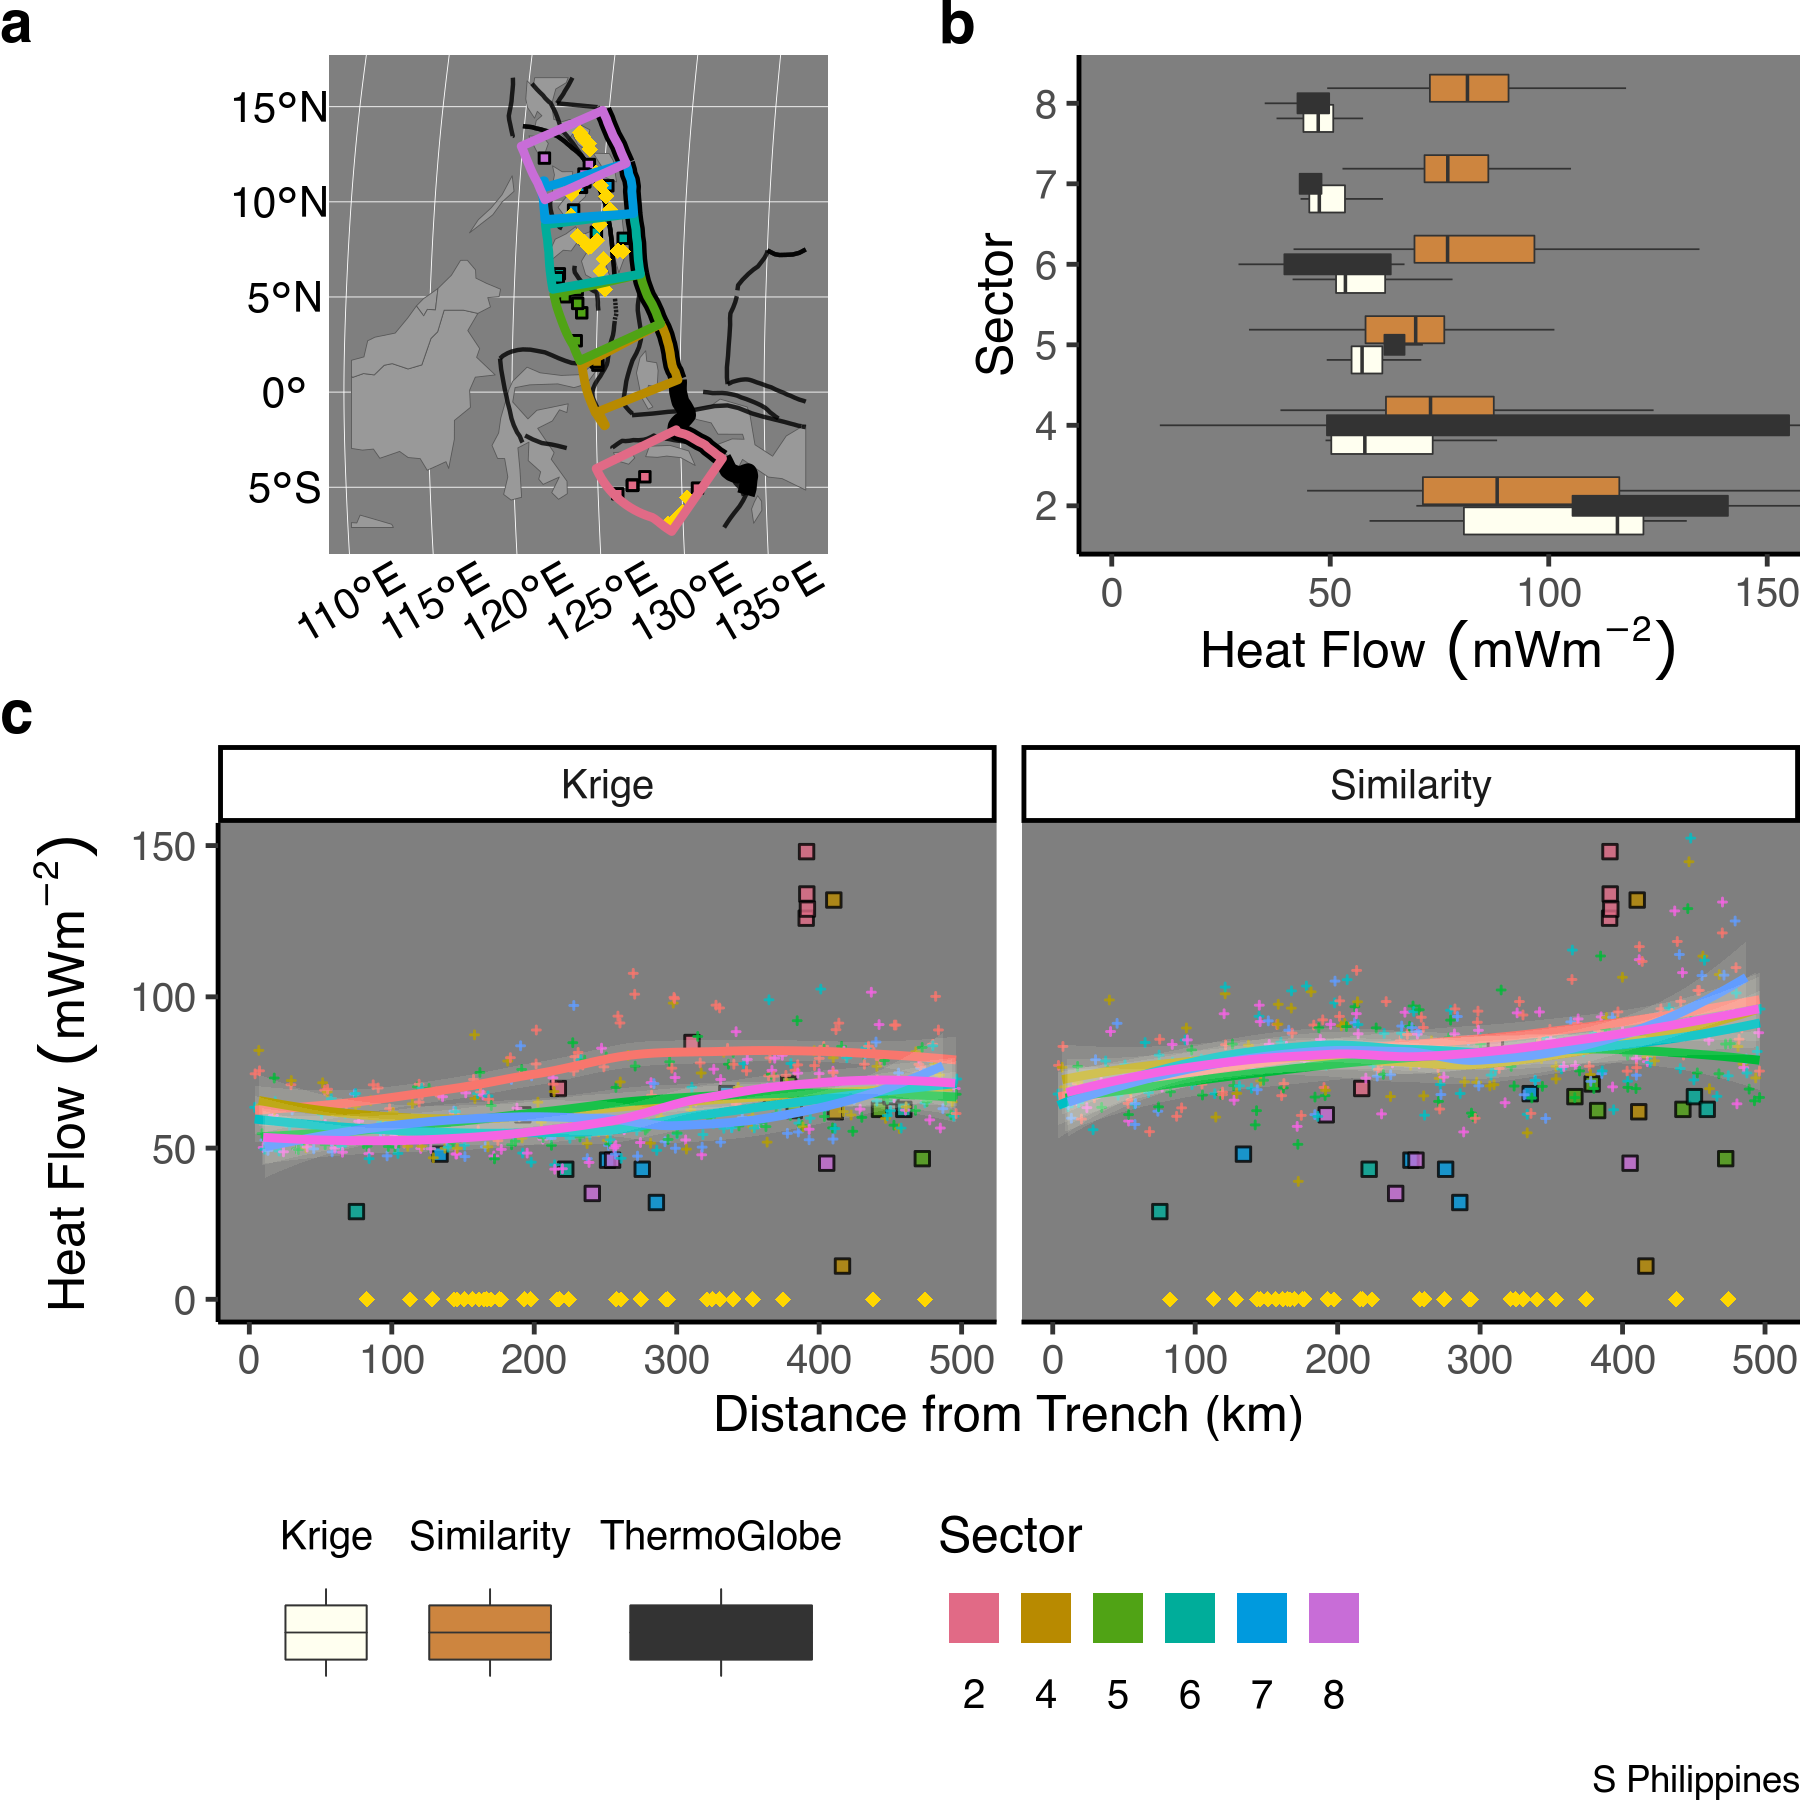 a
15°N
10°N
5°N
0°
5°S
110°E 115°E 120°E 125°E 130°E 135°E
b
Sector
8
7
6
5
4
2
0 50 100 150
Heat Flow (mWm−2)
c
Krige Similarity
Heat Flow (mWm−2)
150
100
50
0
0 100 200 300 400 500 0 100 200 300 400 500
Distance from Trench (km)
Krige Similarity ThermoGlobe
Sector
2 4 5 6 7 8
S Philippines